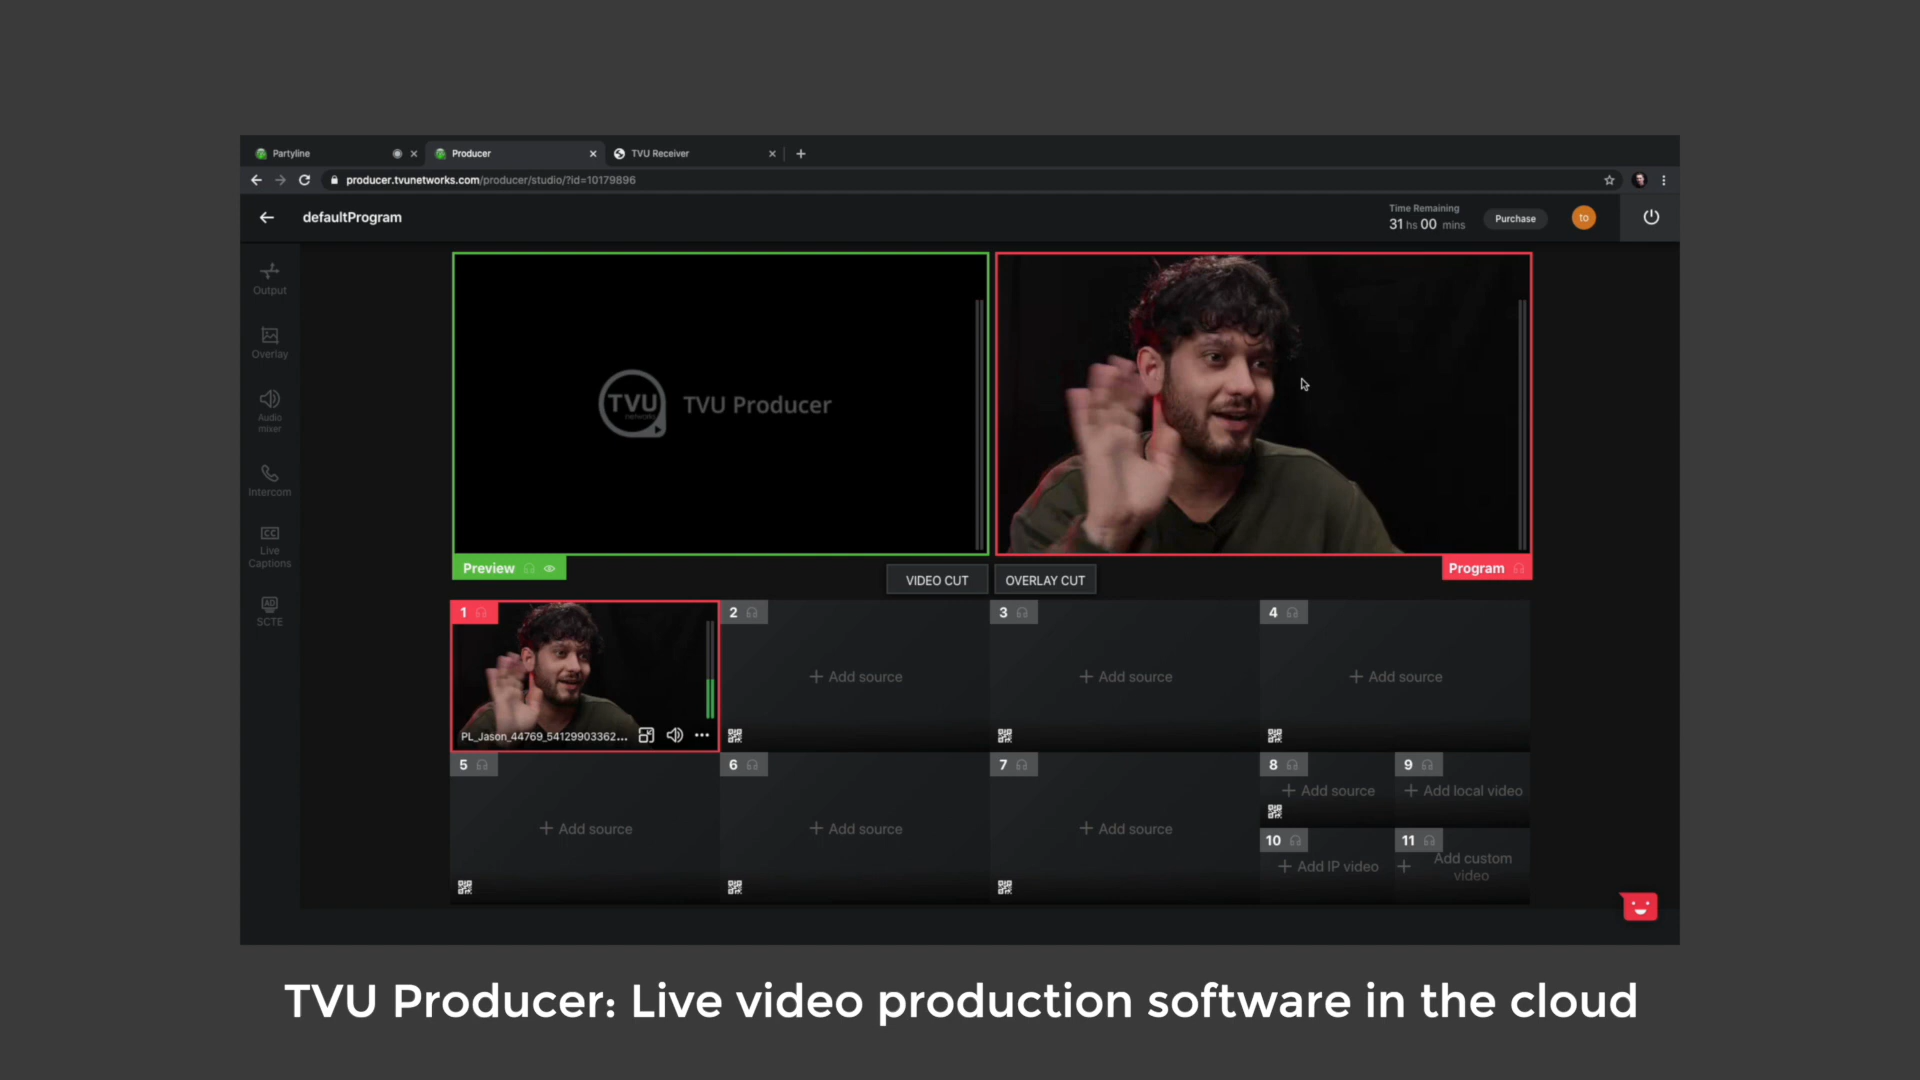 Partyline
Producer
TVU Receiver
producer.tvunetworks.com/producer/studio/?id=10179896
defaultProgram
Time Remaining
31 hs 00 mins
Purchase
to
Output
Overlay
Audio
mixer
Intercom
CC
Live
Captions
AD
SCTE
TVU
networks
TVU Producer
Preview
Program
VIDEO CUT
OVERLAY CUT
1
PL_Jason_44769_54129903362...
2
+ Add source
3
+ Add source
4
+ Add source
5
+ Add source
6
+ Add source
7
+ Add source
8
+ Add source
9
+ Add local video
10
+ Add IP video
11
+ Add custom
video
TVU Producer: Live video production software in the cloud